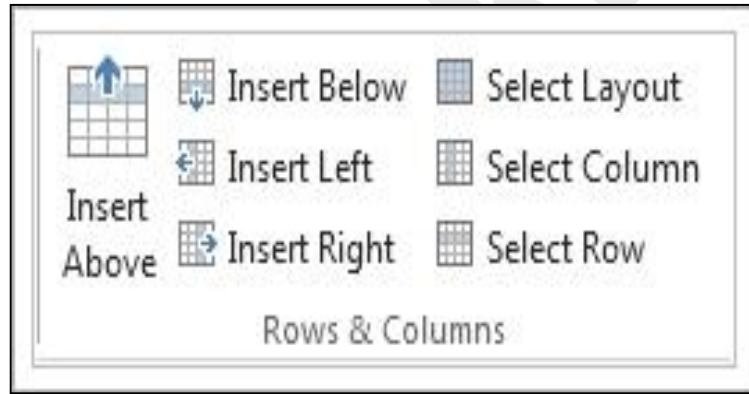 Insert
Above
Insert Below
Insert Left
Insert Right
Select Layout
Select Column
Select Row
Rows & Columns